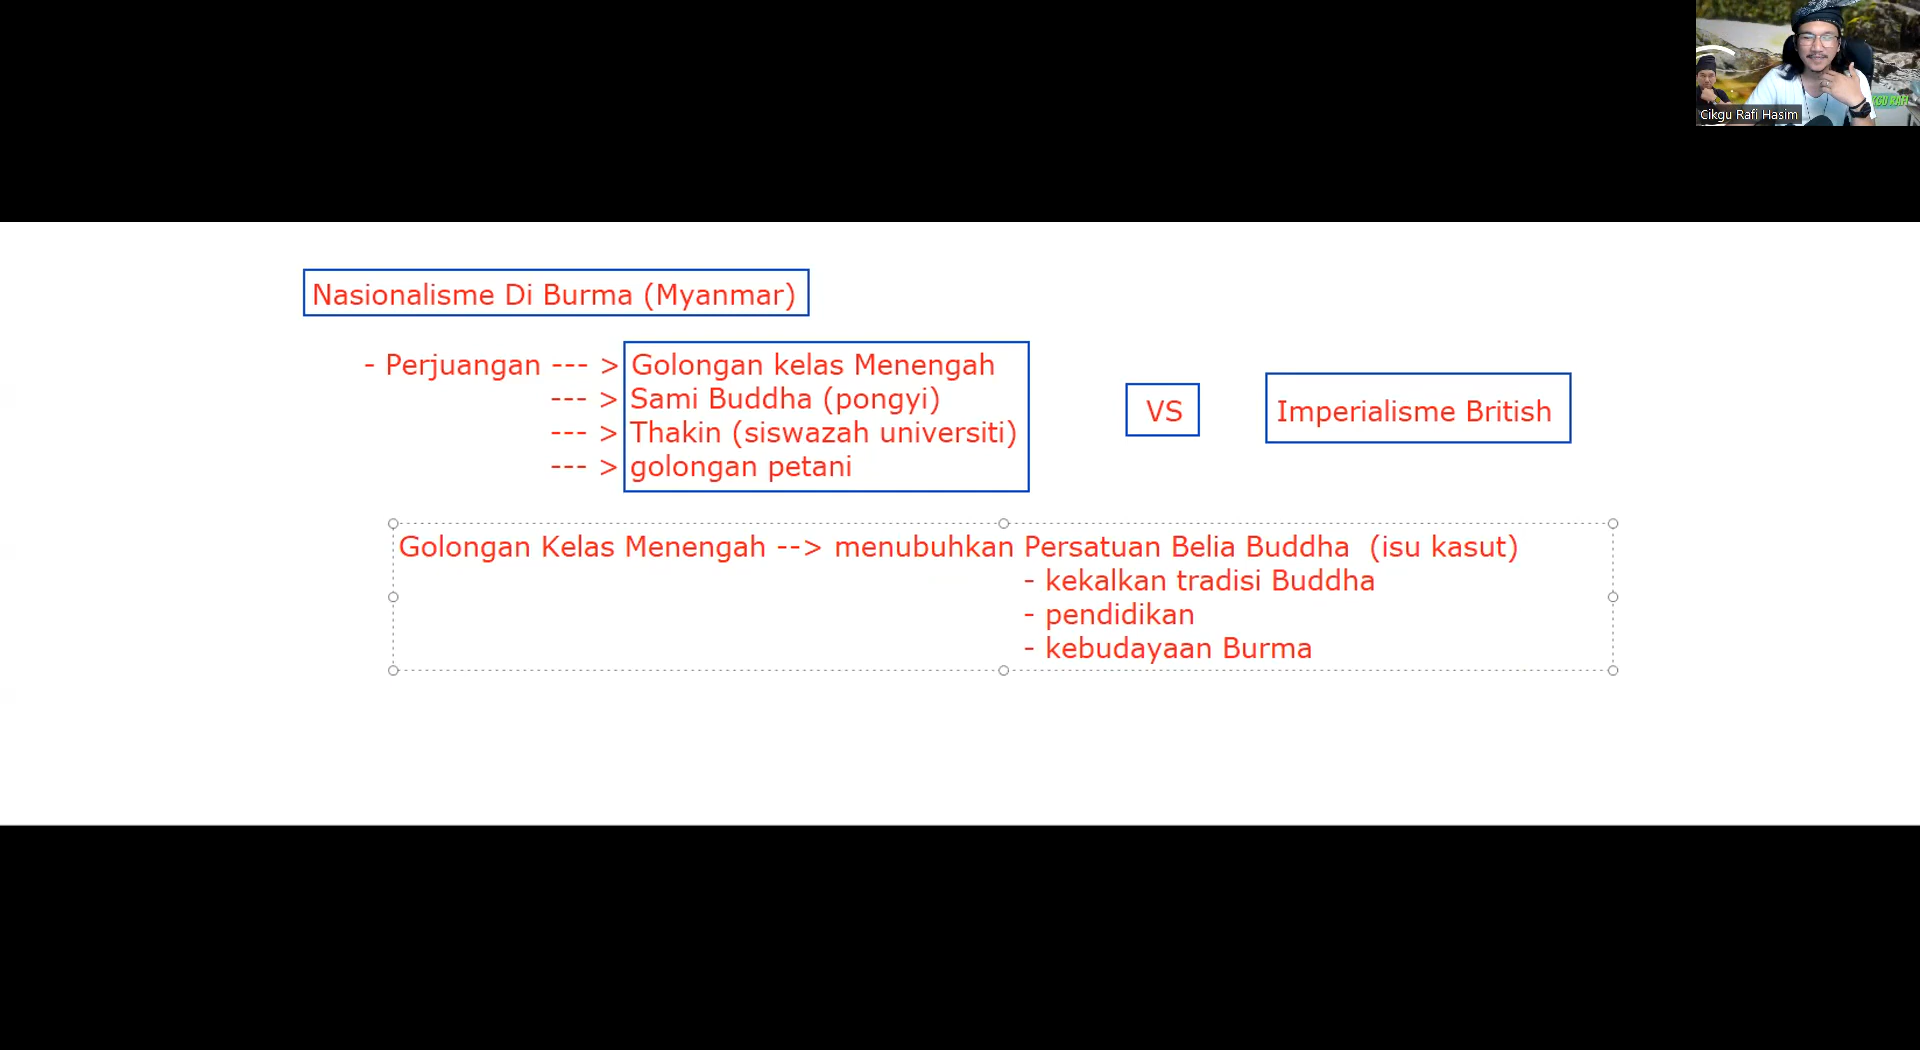 Cikgu Rafi Hasim
Nasionalisme Di Burma (Myanmar)
- Perjuangan --- > Golongan kelas Menengah
--- > Sami Buddha (pongyi)
--- > Thakin (siswazah universiti)
--- > golongan petani
VS
Imperialisme British
Golongan Kelas Menengah --> menubuhkan Persatuan Belia Buddha (isu kasut)
- kekalkan tradisi Buddha
- pendidikan
- kebudayaan Burma